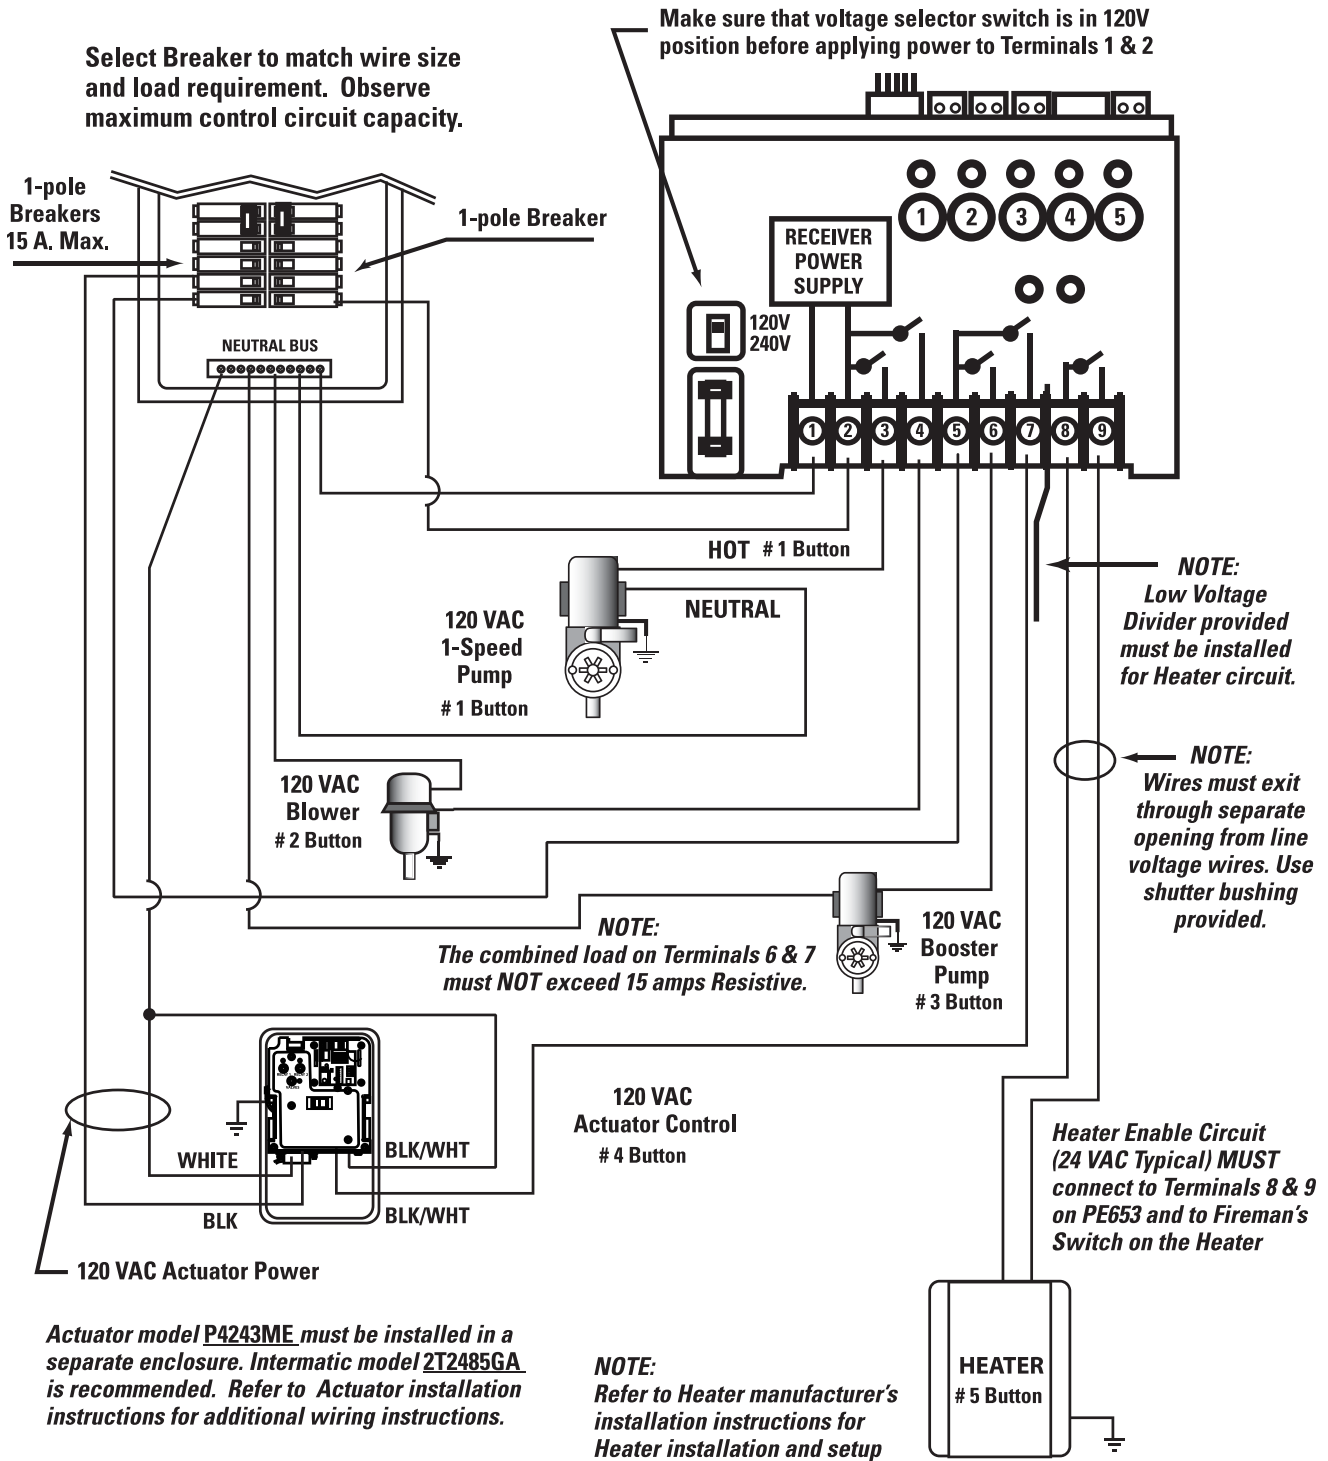 Make sure that voltage selector switch is in 120V
position before applying power to Terminals 1 & 2
Select Breaker to match wire size
and load requirement. Observe
maximum control circuit capacity.
1-pole
Breakers
15 A. Max.
1-pole Breaker
NEUTRAL BUS
1 2 3 4 5
RECEIVER
POWER
SUPPLY
120V
240V
1 2 3 4 5 6 7 8 9
HOT # 1 Button
NEUTRAL
120 VAC
1-Speed
Pump
# 1 Button
NOTE:
Low Voltage
Divider provided
must be installed
for Heater circuit.
NOTE:
Wires must exit
through separate
opening from line
voltage wires. Use
shutter bushing
provided.
120 VAC
Blower
# 2 Button
NOTE:
The combined load on Terminals 6 & 7
must NOT exceed 15 amps Resistive.
120 VAC
Booster
Pump
# 3 Button
RELAY 1 RELAY 2
VALVES
120 VAC
Actuator Control
# 4 Button
WHITE
BLK/WHT
BLK
BLK/WHT
120 VAC Actuator Power
Heater Enable Circuit
(24 VAC Typical) MUST
connect to Terminals 8 & 9
on PE653 and to Fireman's
Switch on the Heater
Actuator model P4243ME must be installed in a
separate enclosure. Intermatic model 2T2485GA
is recommended. Refer to Actuator installation
instructions for additional wiring instructions.
NOTE:
Refer to Heater manufacturer's
installation instructions for
Heater installation and setup
HEATER
# 5 Button